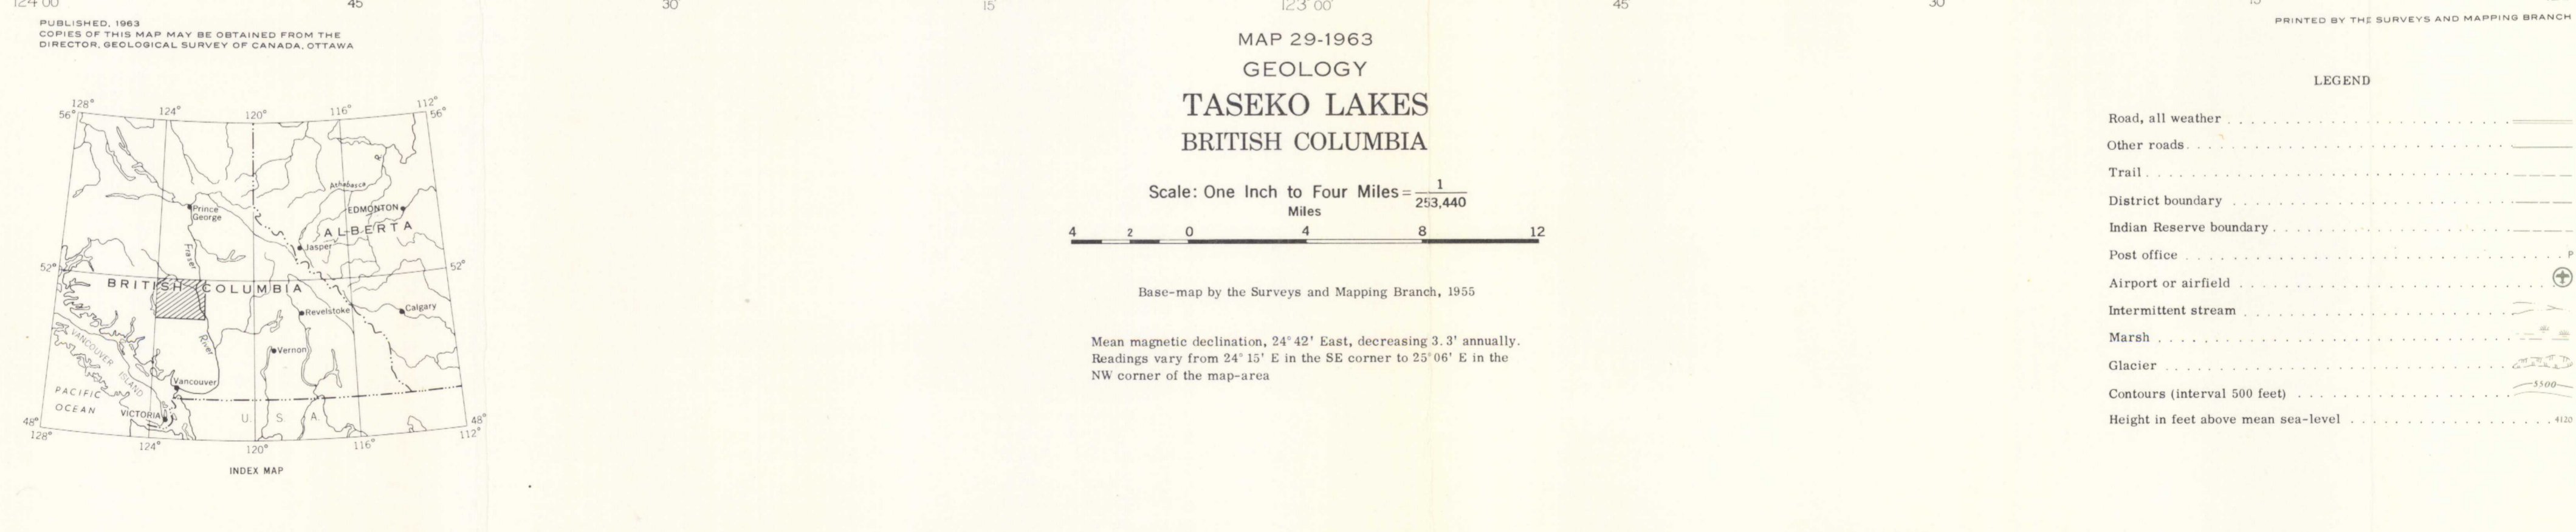 124°00' 45' 30' 15' 123°00' 45' 30' 15'
PUBLISHED, 1963
COPIES OF THIS MAP MAY BE OBTAINED FROM THE
DIRECTOR, GEOLOGICAL SURVEY OF CANADA, OTTAWA
PRINTED BY THE SURVEYS AND MAPPING BRANCH
128° 124° 120° 116° 112°
56° 56°
Athabasca
R
Prince
George
EDMONTON
ALBERTA
Jasper
Fraser
52° 52°
BRITISH COLUMBIA
Revelstoke
Calgary
VANCOUVER ISLAND
River
Vernon
Vancouver
PACIFIC
OCEAN
VICTORIA
U. S. A.
48° 48°
128° 124° 120° 116° 112°
INDEX MAP
MAP 29-1963
GEOLOGY
TASEKO LAKES
BRITISH COLUMBIA
Scale: One Inch to Four Miles = 1/253,440
Miles
4 2 0 4 8 12
Base-map by the Surveys and Mapping Branch, 1955
Mean magnetic declination, 24° 42' East, decreasing 3.3' annually.
Readings vary from 24° 15' E in the SE corner to 25° 06' E in the
NW corner of the map-area
LEGEND
Road, all weather
Other roads
Trail
District boundary
Indian Reserve boundary
Post office P
Airport or airfield
Intermittent stream
Marsh
Glacier
Contours (interval 500 feet) 5500
Height in feet above mean sea-level 4120